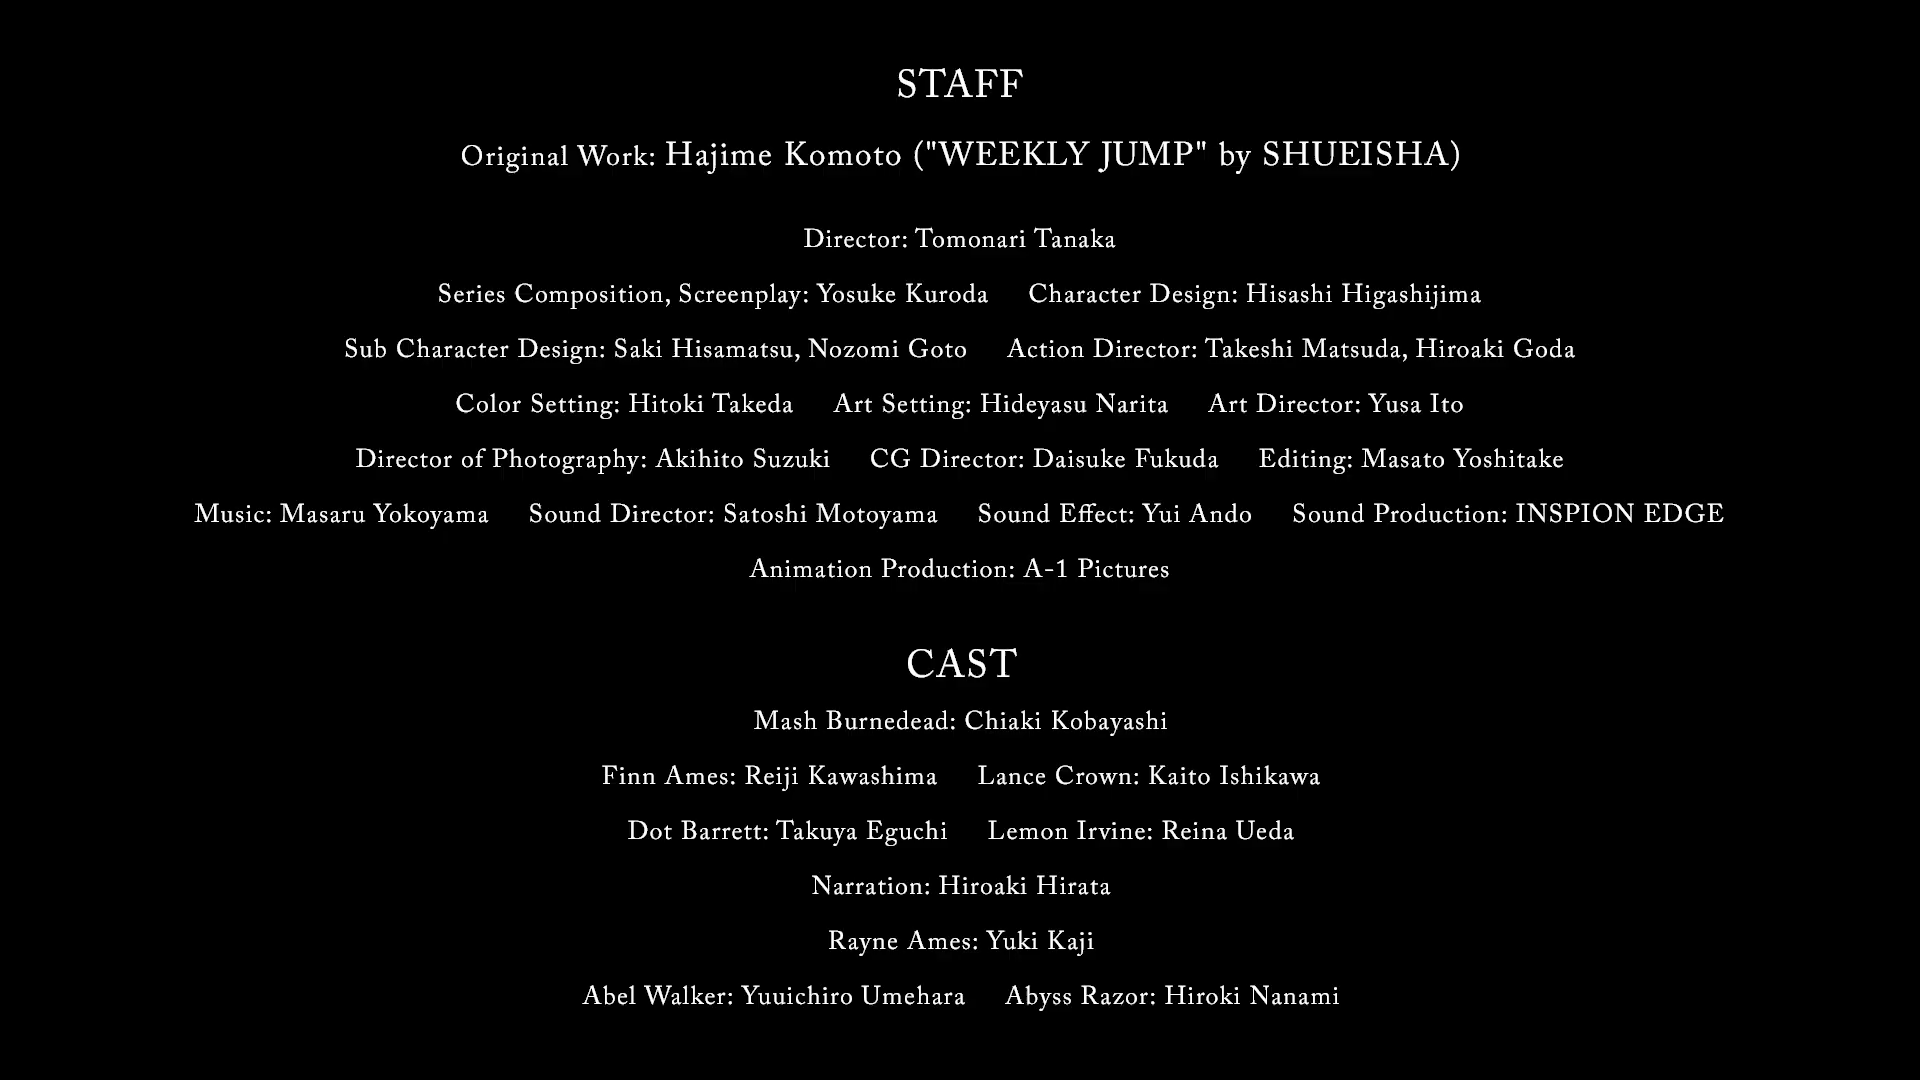 STAFF
Original Work: Hajime Komoto ("WEEKLY JUMP" by SHUEISHA)
Director: Tomonari Tanaka
Series Composition, Screenplay: Yosuke Kuroda Character Design: Hisashi Higashijima
Sub Character Design: Saki Hisamatsu, Nozomi Goto Action Director: Takeshi Matsuda, Hiroaki Goda
Color Setting: Hitoki Takeda Art Setting: Hideyasu Narita Art Director: Yusa Ito
Director of Photography: Akihito Suzuki CG Director: Daisuke Fukuda Editing: Masato Yoshitake
Music: Masaru Yokoyama Sound Director: Satoshi Motoyama Sound Effect: Yui Ando Sound Production: INSPION EDGE
Animation Production: A-1 Pictures
CAST
Mash Burnedead: Chiaki Kobayashi
Finn Ames: Reiji Kawashima Lance Crown: Kaito Ishikawa
Dot Barrett: Takuya Eguchi Lemon Irvine: Reina Ueda
Narration: Hiroaki Hirata
Rayne Ames: Yuki Kaji
Abel Walker: Yuuichiro Umehara Abyss Razor: Hiroki Nanami